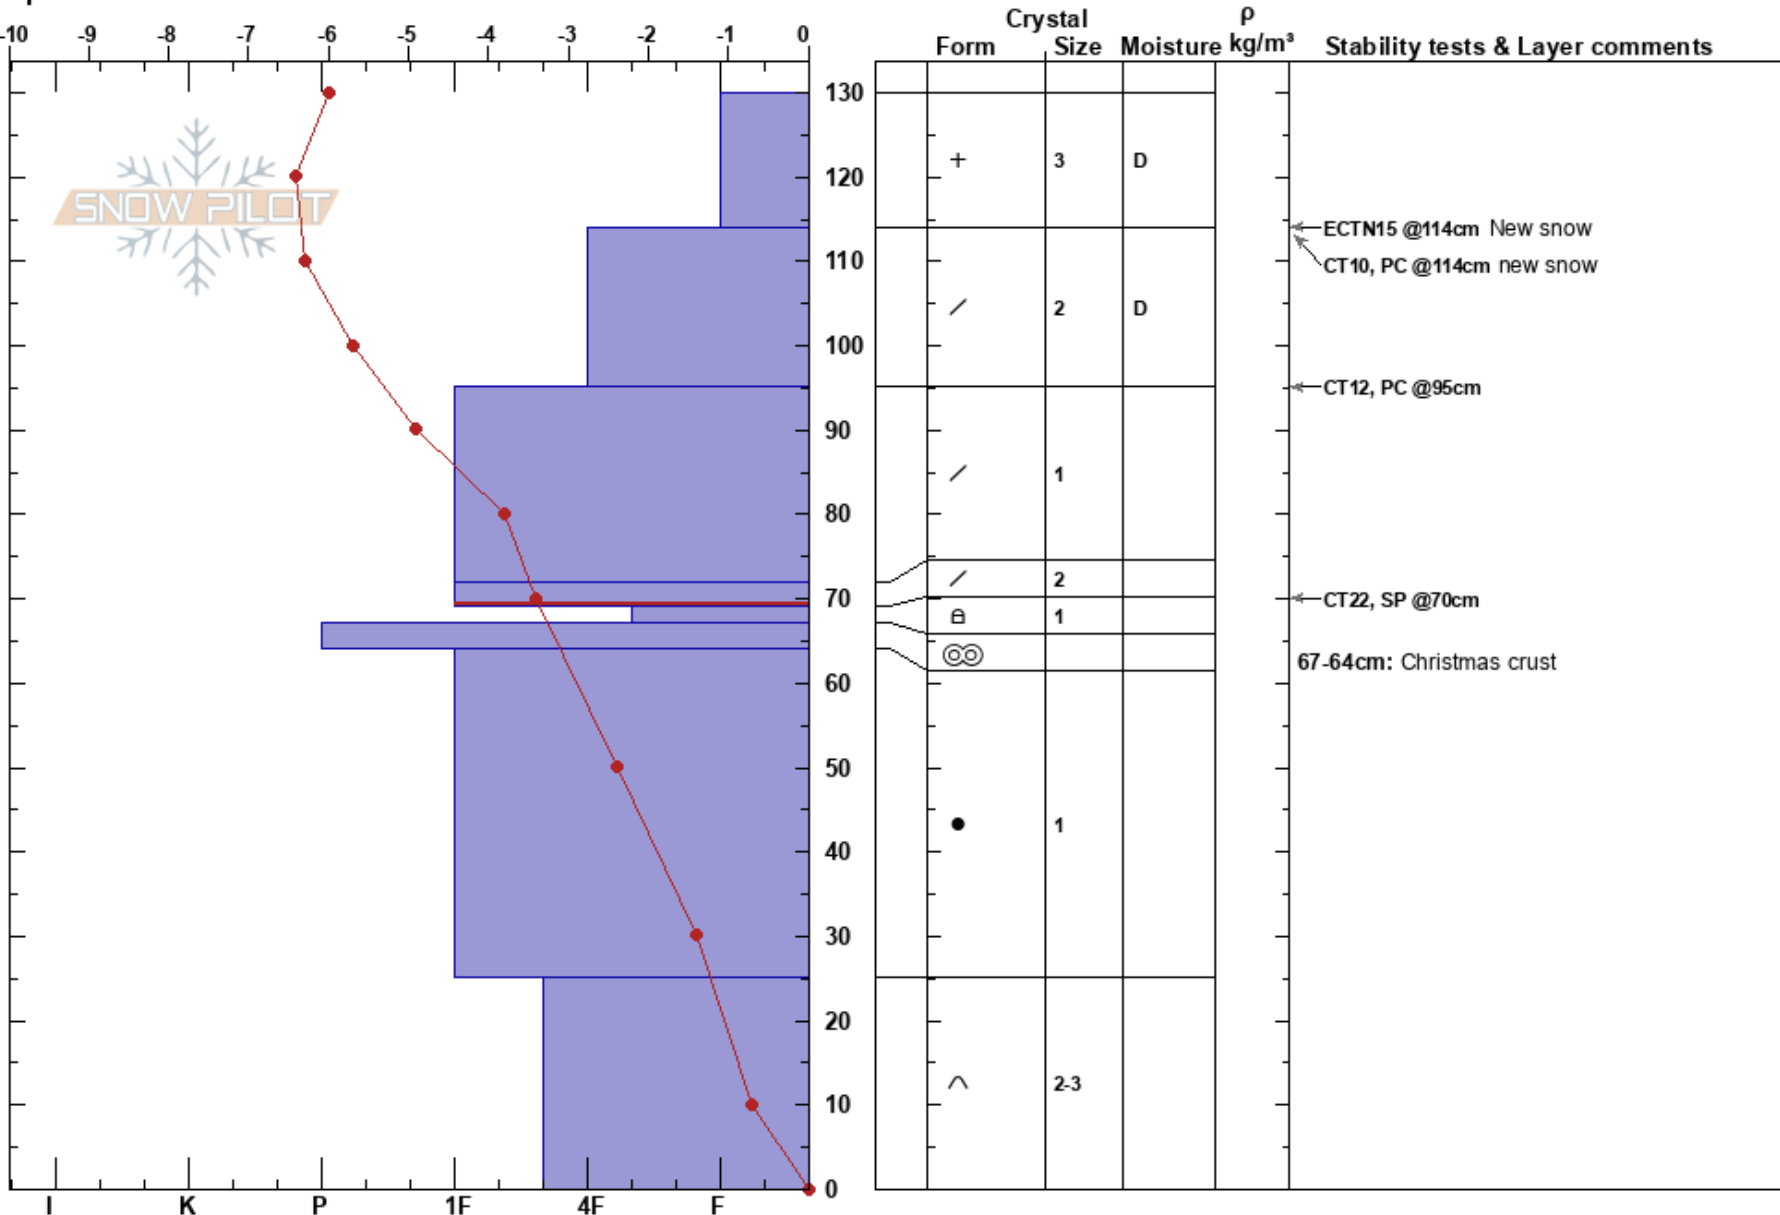 -10 -9 -8 -7 -6 -5 -4 -3 -2 -1 0
Crystal
ρ
Form Size Moisture kg/m³ Stability tests & Layer comments
130
+ 3 D
120
SNOW PILOT
ECTN15 @114cm New snow
110
CT10, PC @114cm new snow
2 D
100
CT12, PC @95cm
90
1
80
2
70
CT22, SP @70cm
1
67-64cm: Christmas crust
60
50
1
40
30
20
2-3
10
0
I K P 1F 4F F